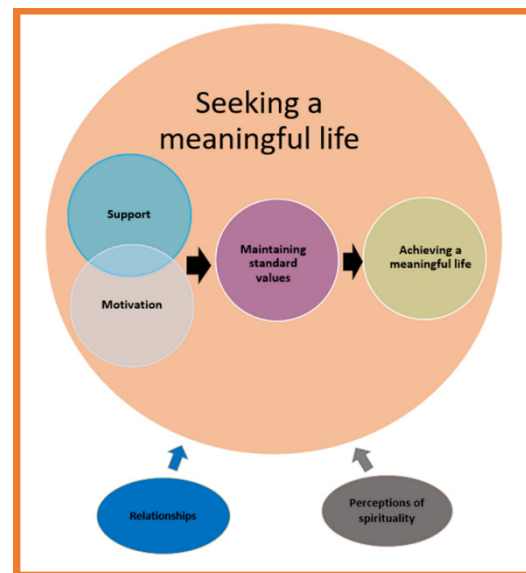 Seeking a
meaningful life
Support
Motivation
Maintaining
standard
values
Achieving a
meaningful life
Relationships
Perceptions of
spirituality